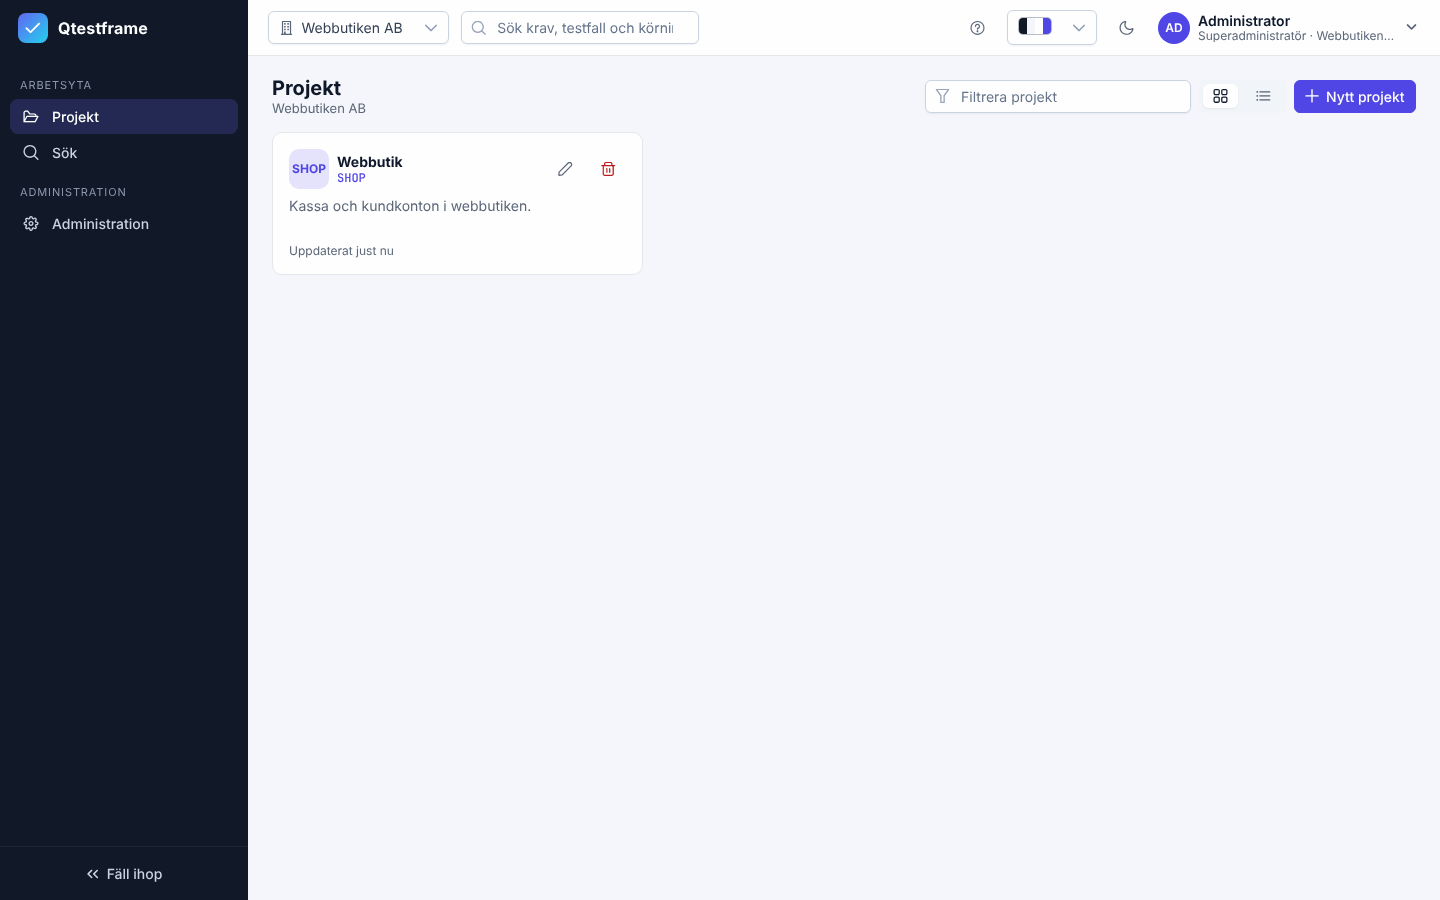 Qtestframe
Webbutiken AB
Sök krav, testfall och körni
AD
Administrator
Superadministratör · Webbutiken...
ARBETSYTA
Projekt
Sök
ADMINISTRATION
Administration
Projekt
Webbutiken AB
Filtrera projekt
Nytt projekt
SHOP
Webbutik
SHOP
Kassa och kundkonton i webbutiken.
Uppdaterat just nu
Fäll ihop